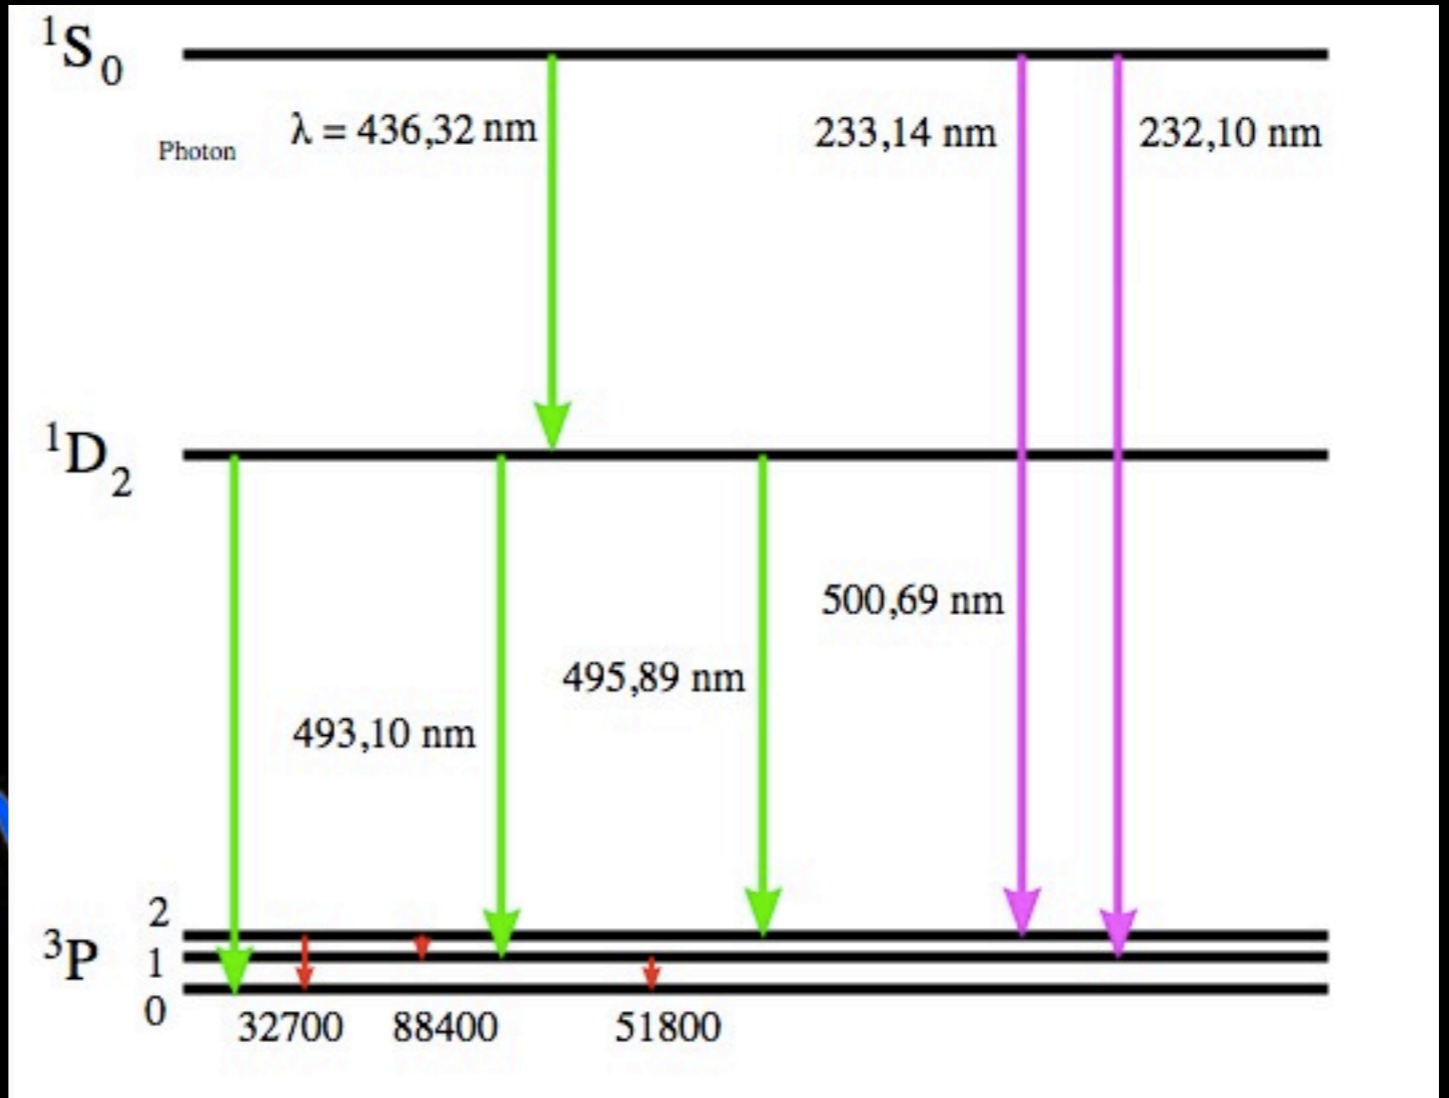 1S0
λ = 436,32 nm
233,14 nm
232,10 nm
Photon
1D2
500,69 nm
495,89 nm
493,10 nm
2
3P
1
0
32700
88400
51800